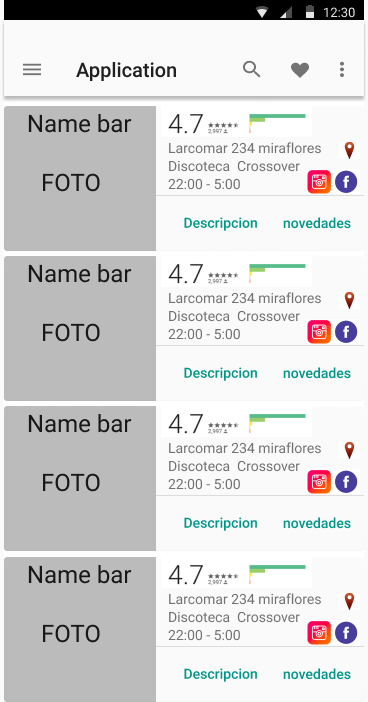 12:30
Application
Name bar
FOTO
4.7
2,997
Larcomar 234 miraflores
Discoteca Crossover
22:00 - 5:00
Descripcion novedades
Name bar
FOTO
4.7
2,997
Larcomar 234 miraflores
Discoteca Crossover
22:00 - 5:00
Descripcion novedades
Name bar
FOTO
4.7
2,997
Larcomar 234 miraflores
Discoteca Crossover
22:00 - 5:00
Descripcion novedades
Name bar
FOTO
4.7
2,997
Larcomar 234 miraflores
Discoteca Crossover
22:00 - 5:00
Descripcion novedades